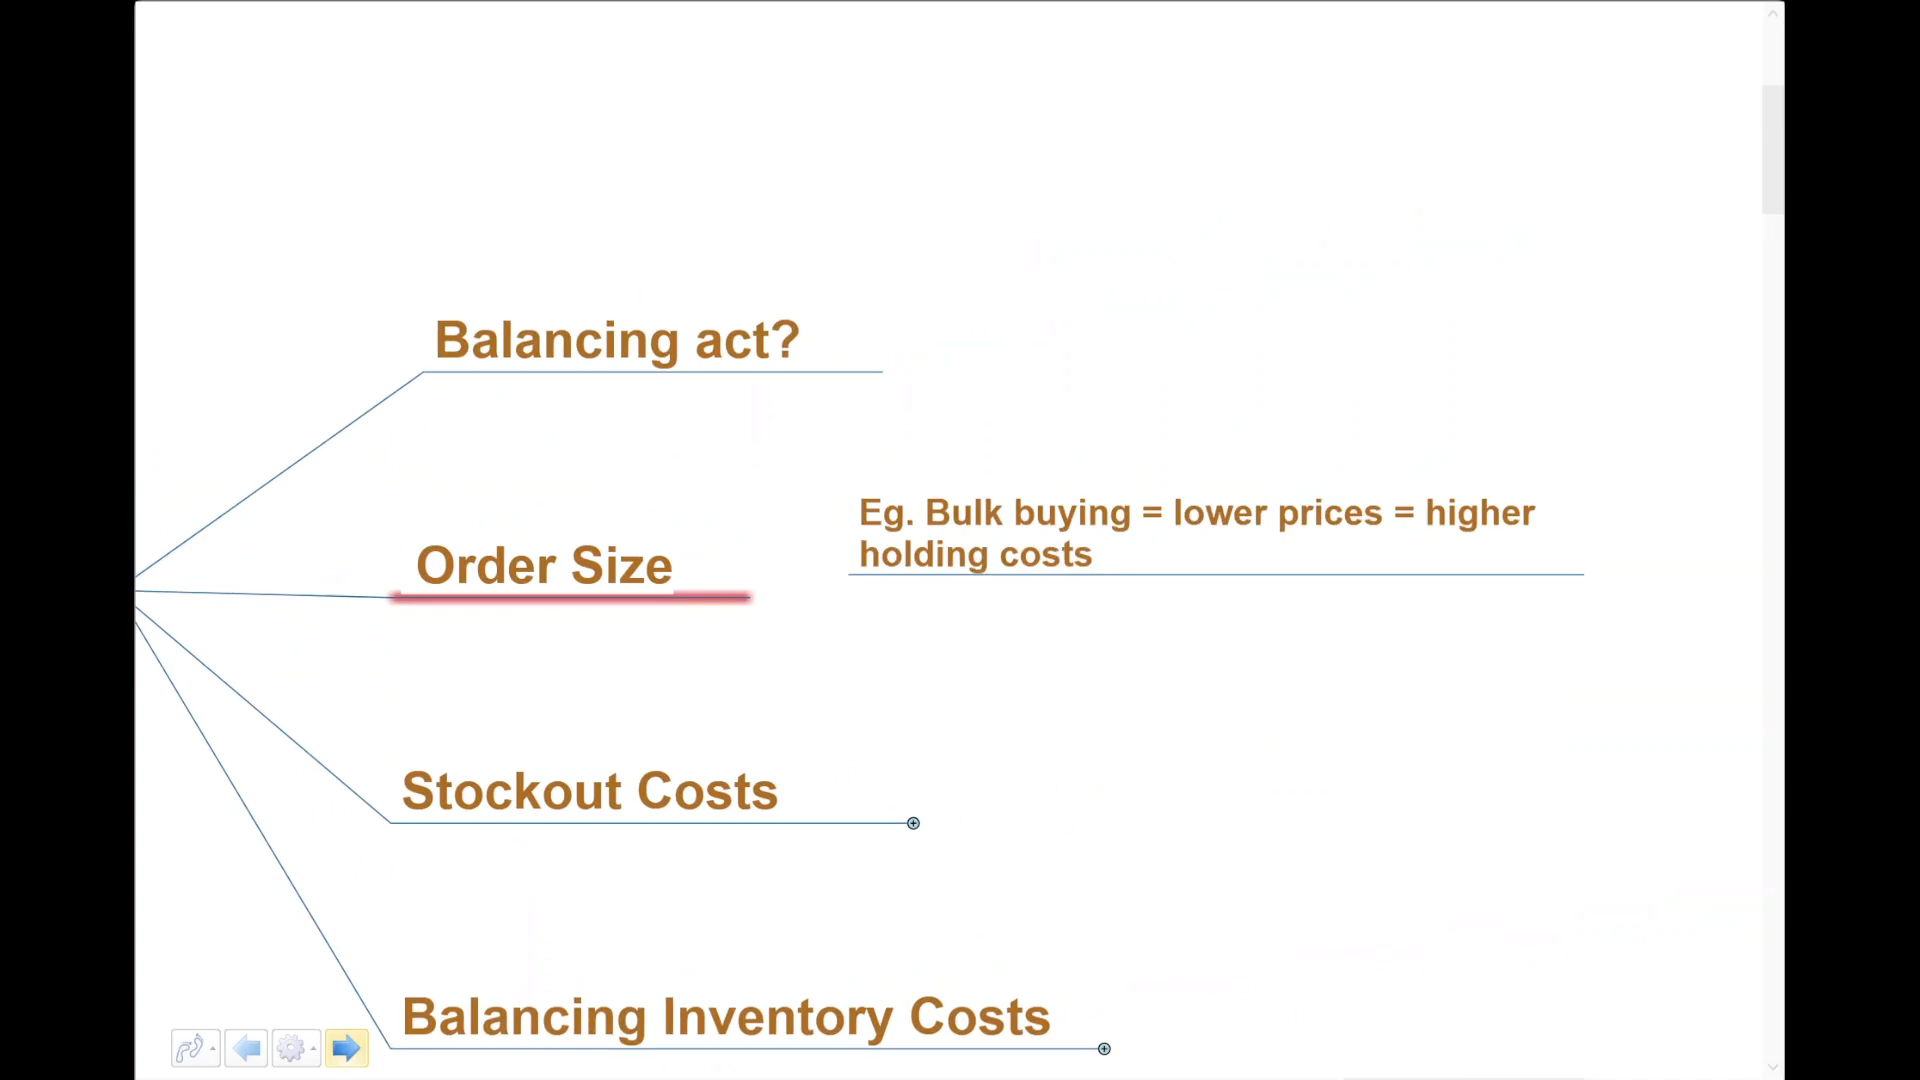 Balancing act?
Eg. Bulk buying = lower prices = higher
holding costs
Order Size
Stockout Costs
Balancing Inventory Costs